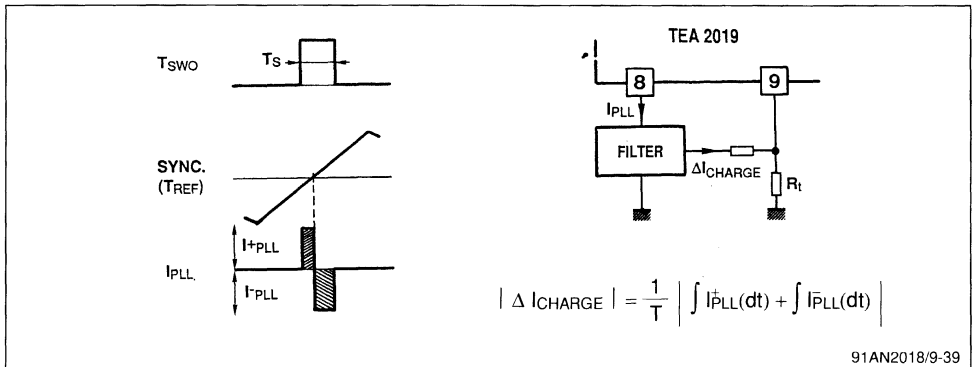 TSWO
TS
SYNC.
(TREF)
I+PLL
IPLL.
I-PLL
TEA 2019
8
9
IPLL
FILTER
ΔICHARGE
Rt
| Δ ICHARGE | = 1/T | ∫ I+PLL(dt) + ∫ I-PLL(dt) |
91AN2018/9-39